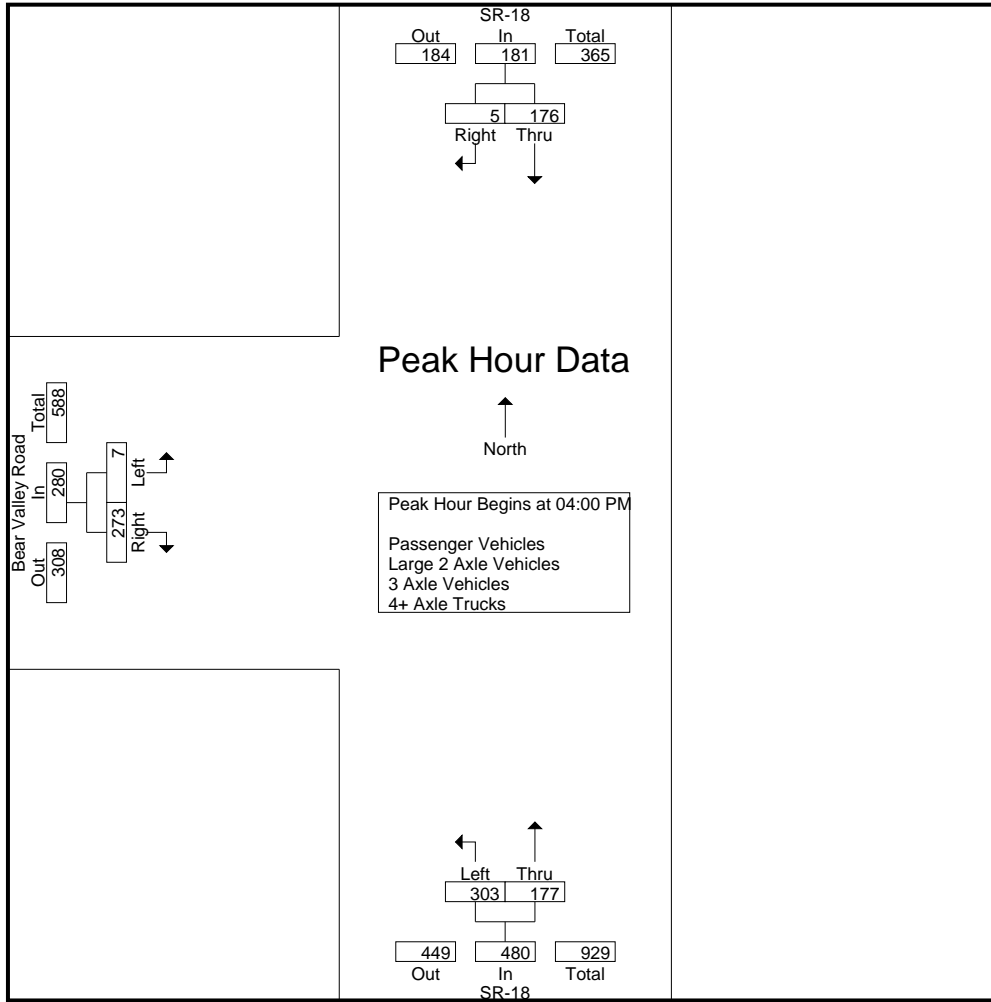 SR-18
Out In Total
184 181 365
5 176
Right Thru
Peak Hour Data
North
Peak Hour Begins at 04:00 PM
Passenger Vehicles
Large 2 Axle Vehicles
3 Axle Vehicles
4+ Axle Trucks
Bear Valley Road
Out In Total
308 280 588
273 7
Right Left
Left Thru
303 177
449 480 929
Out In Total
SR-18